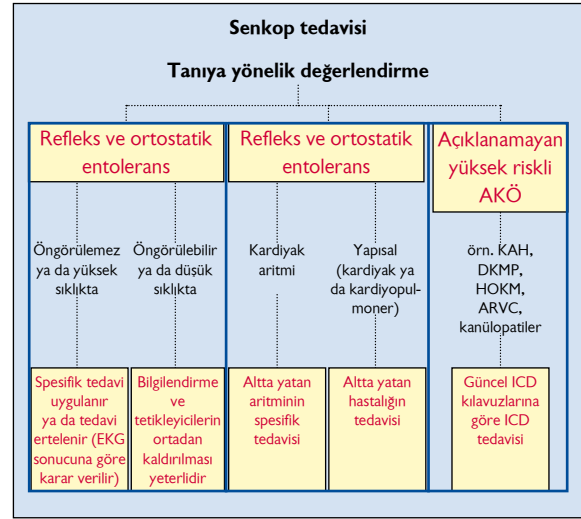 Senkop tedavisi
Tanıya yönelik değerlendirme
Refleks ve ortostatik
entolerans
Refleks ve ortostatik
entolerans
Açıklanamayan
yüksek riskli
AKÖ
Öngörülemez
ya da yüksek
sıklıkta
Öngörülebilir
ya da düşük
sıklıkta
Kardiyak
aritmi
Yapısal
(kardiyak ya
da kardiyopul-
moner)
örn. KAH,
DKMP,
HOKM,
ARVC,
kanülopatiler
Spesifik tedavi
uygulanır
ya da tedavi
ertelenir (EKG
sonucuna göre
karar verilir)
Bilgilendirme
ve
tetikleyicilerin
ortadan
kaldırılması
yeterlidir
Altta yatan
aritminin
spesifik
tedavisi
Altta yatan
hastalığın
tedavisi
Güncel ICD
kılavuzlarına
göre ICD
tedavisi